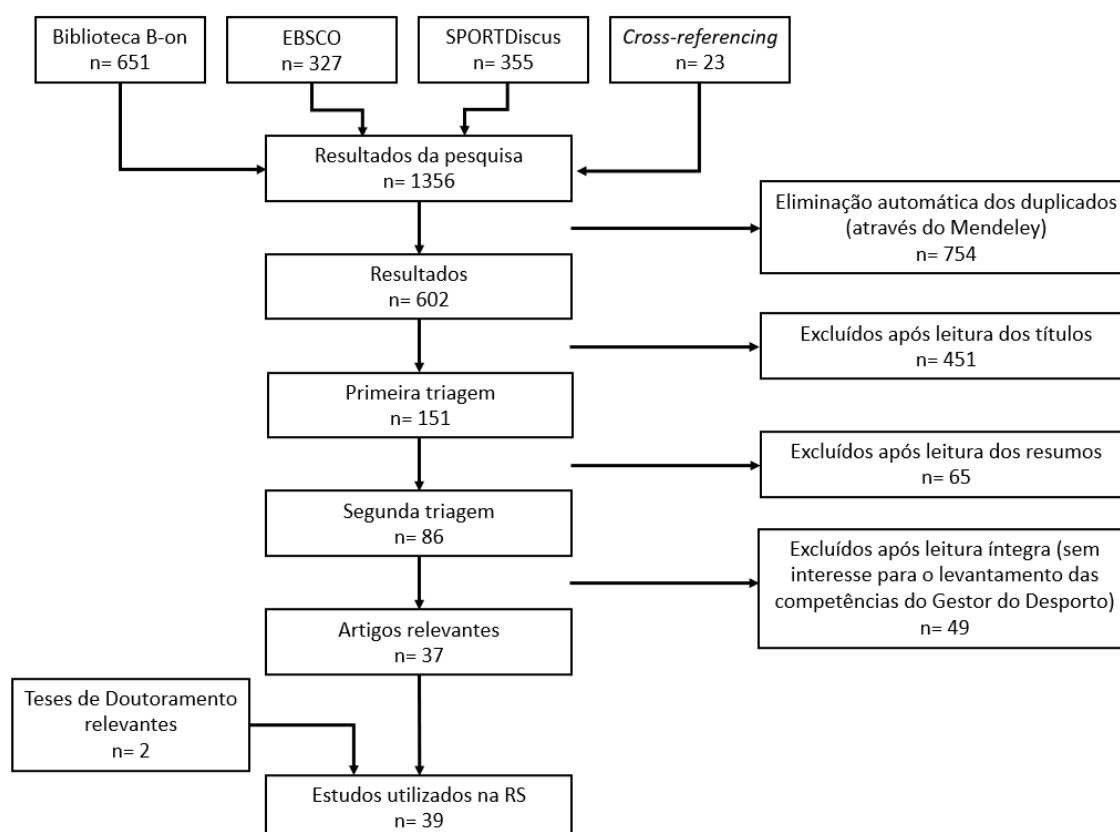 Biblioteca B-on
n= 651
EBSCO
n= 327
SPORTDiscus
n= 355
Cross-referencing
n= 23
Resultados da pesquisa
n= 1356
Eliminação automática dos duplicados
(através do Mendeley)
n= 754
Resultados
n= 602
Excluídos após leitura dos títulos
n= 451
Primeira triagem
n= 151
Excluídos após leitura dos resumos
n= 65
Segunda triagem
n= 86
Excluídos após leitura íntegra (sem
interesse para o levantamento das
competências do Gestor do Desporto)
n= 49
Artigos relevantes
n= 37
Teses de Doutoramento
relevantes
n= 2
Estudos utilizados na RS
n= 39